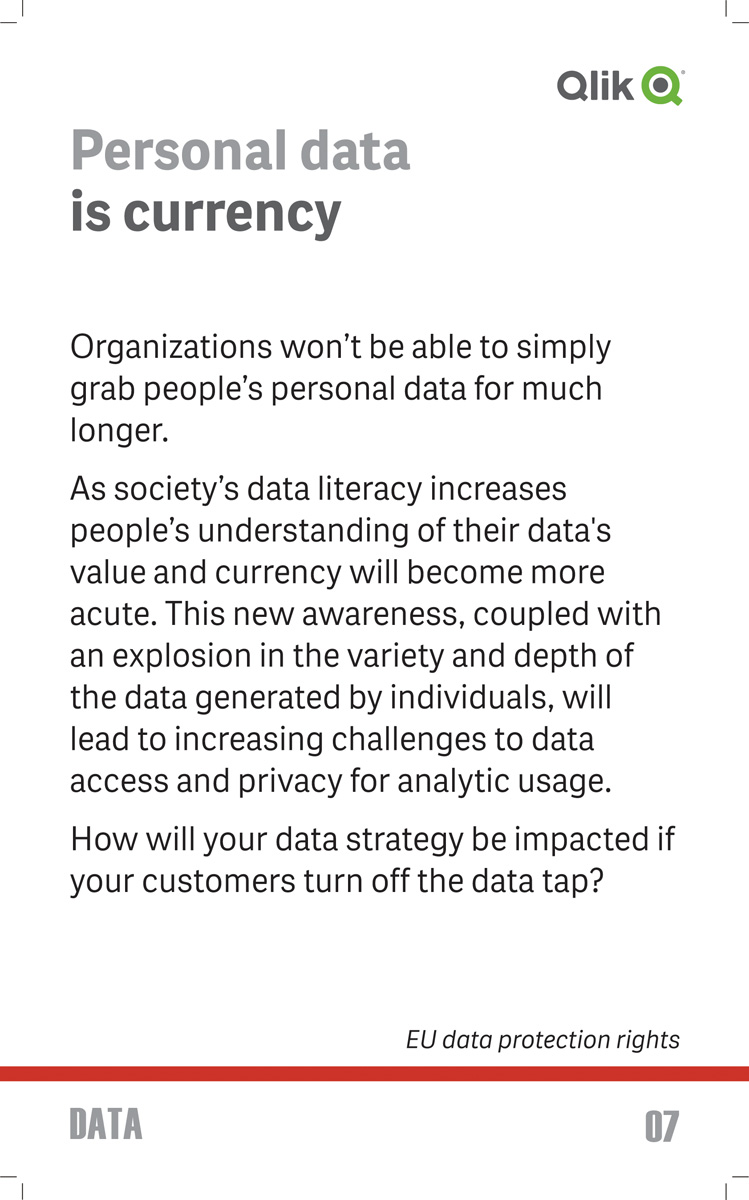 Qlik
Personal data
is currency
Organizations won’t be able to simply
grab people’s personal data for much
longer.
As society’s data literacy increases
people’s understanding of their data's
value and currency will become more
acute. This new awareness, coupled with
an explosion in the variety and depth of
the data generated by individuals, will
lead to increasing challenges to data
access and privacy for analytic usage.
How will your data strategy be impacted if
your customers turn off the data tap?
EU data protection rights
DATA
07